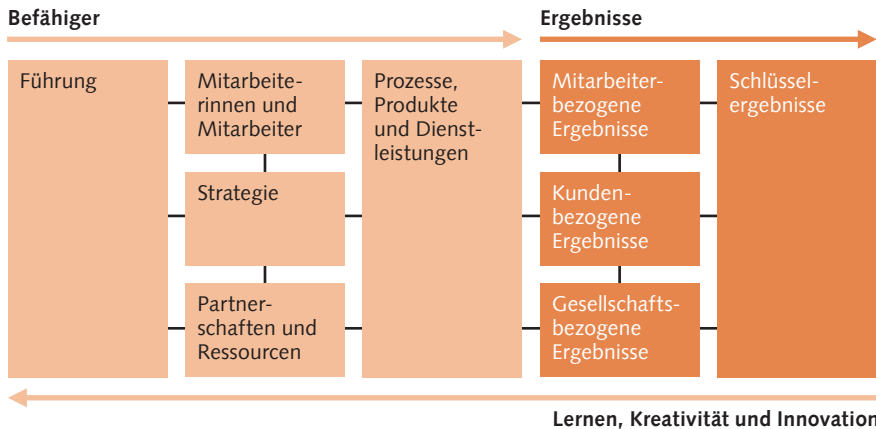 Befähiger
Ergebnisse
Führung
Mitarbeite-
rinnen und
Mitarbeiter
Strategie
Partner-
schaften und
Ressourcen
Prozesse,
Produkte
und Dienst-
leistungen
Mitarbeiter-
bezogene
Ergebnisse
Kunden-
bezogene
Ergebnisse
Gesellschafts-
bezogene
Ergebnisse
Schlüssel-
ergebnisse
Lernen, Kreativität und Innovation